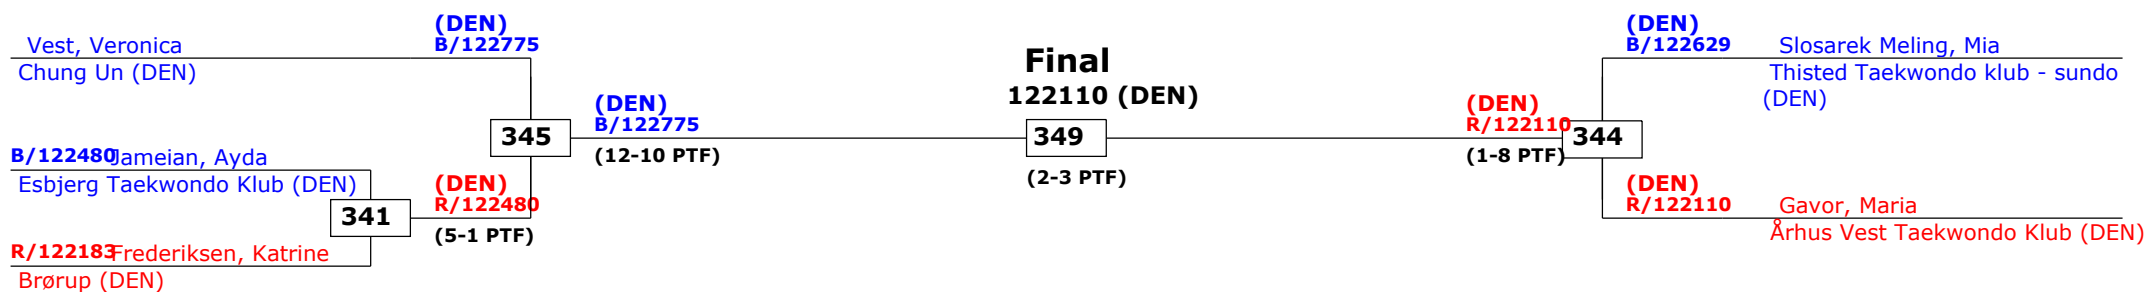 (DEN)
B/122775
Vest, Veronica
Chung Un (DEN)
(DEN)
B/122775
345
(12-10 PTF)
B/122480 Jameian, Ayda
Esbjerg Taekwondo Klub (DEN)
(DEN)
R/122480
341
(5-1 PTF)
R/122183 Frederiksen, Katrine
Brørup (DEN)
Final
122110 (DEN)
349
(2-3 PTF)
(DEN)
B/122629
Slosarek Meling, Mia
Thisted Taekwondo klub - sundo
(DEN)
(DEN)
R/122110
344
(1-8 PTF)
(DEN)
R/122110
Gavor, Maria
Århus Vest Taekwondo Klub (DEN)